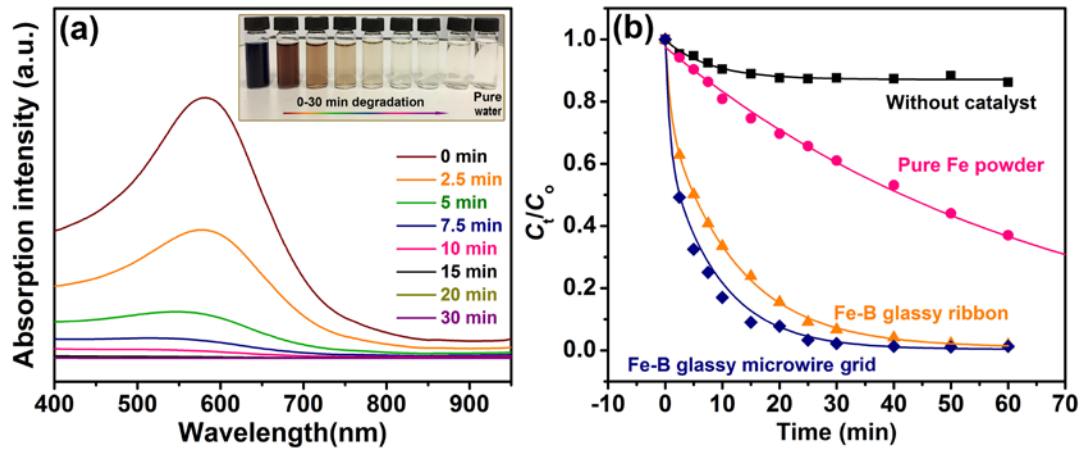 (a)
Absorption intensity (a.u.)
0-30 min degradation
Pure
water
0 min
2.5 min
5 min
7.5 min
10 min
15 min
20 min
30 min
400 500 600 700 800 900
Wavelength(nm)
(b)
Ct/Co
1.0
0.8
0.6
0.4
0.2
0.0
Without catalyst
Pure Fe powder
Fe-B glassy ribbon
Fe-B glassy microwire grid
-10 0 10 20 30 40 50 60 70
Time (min)